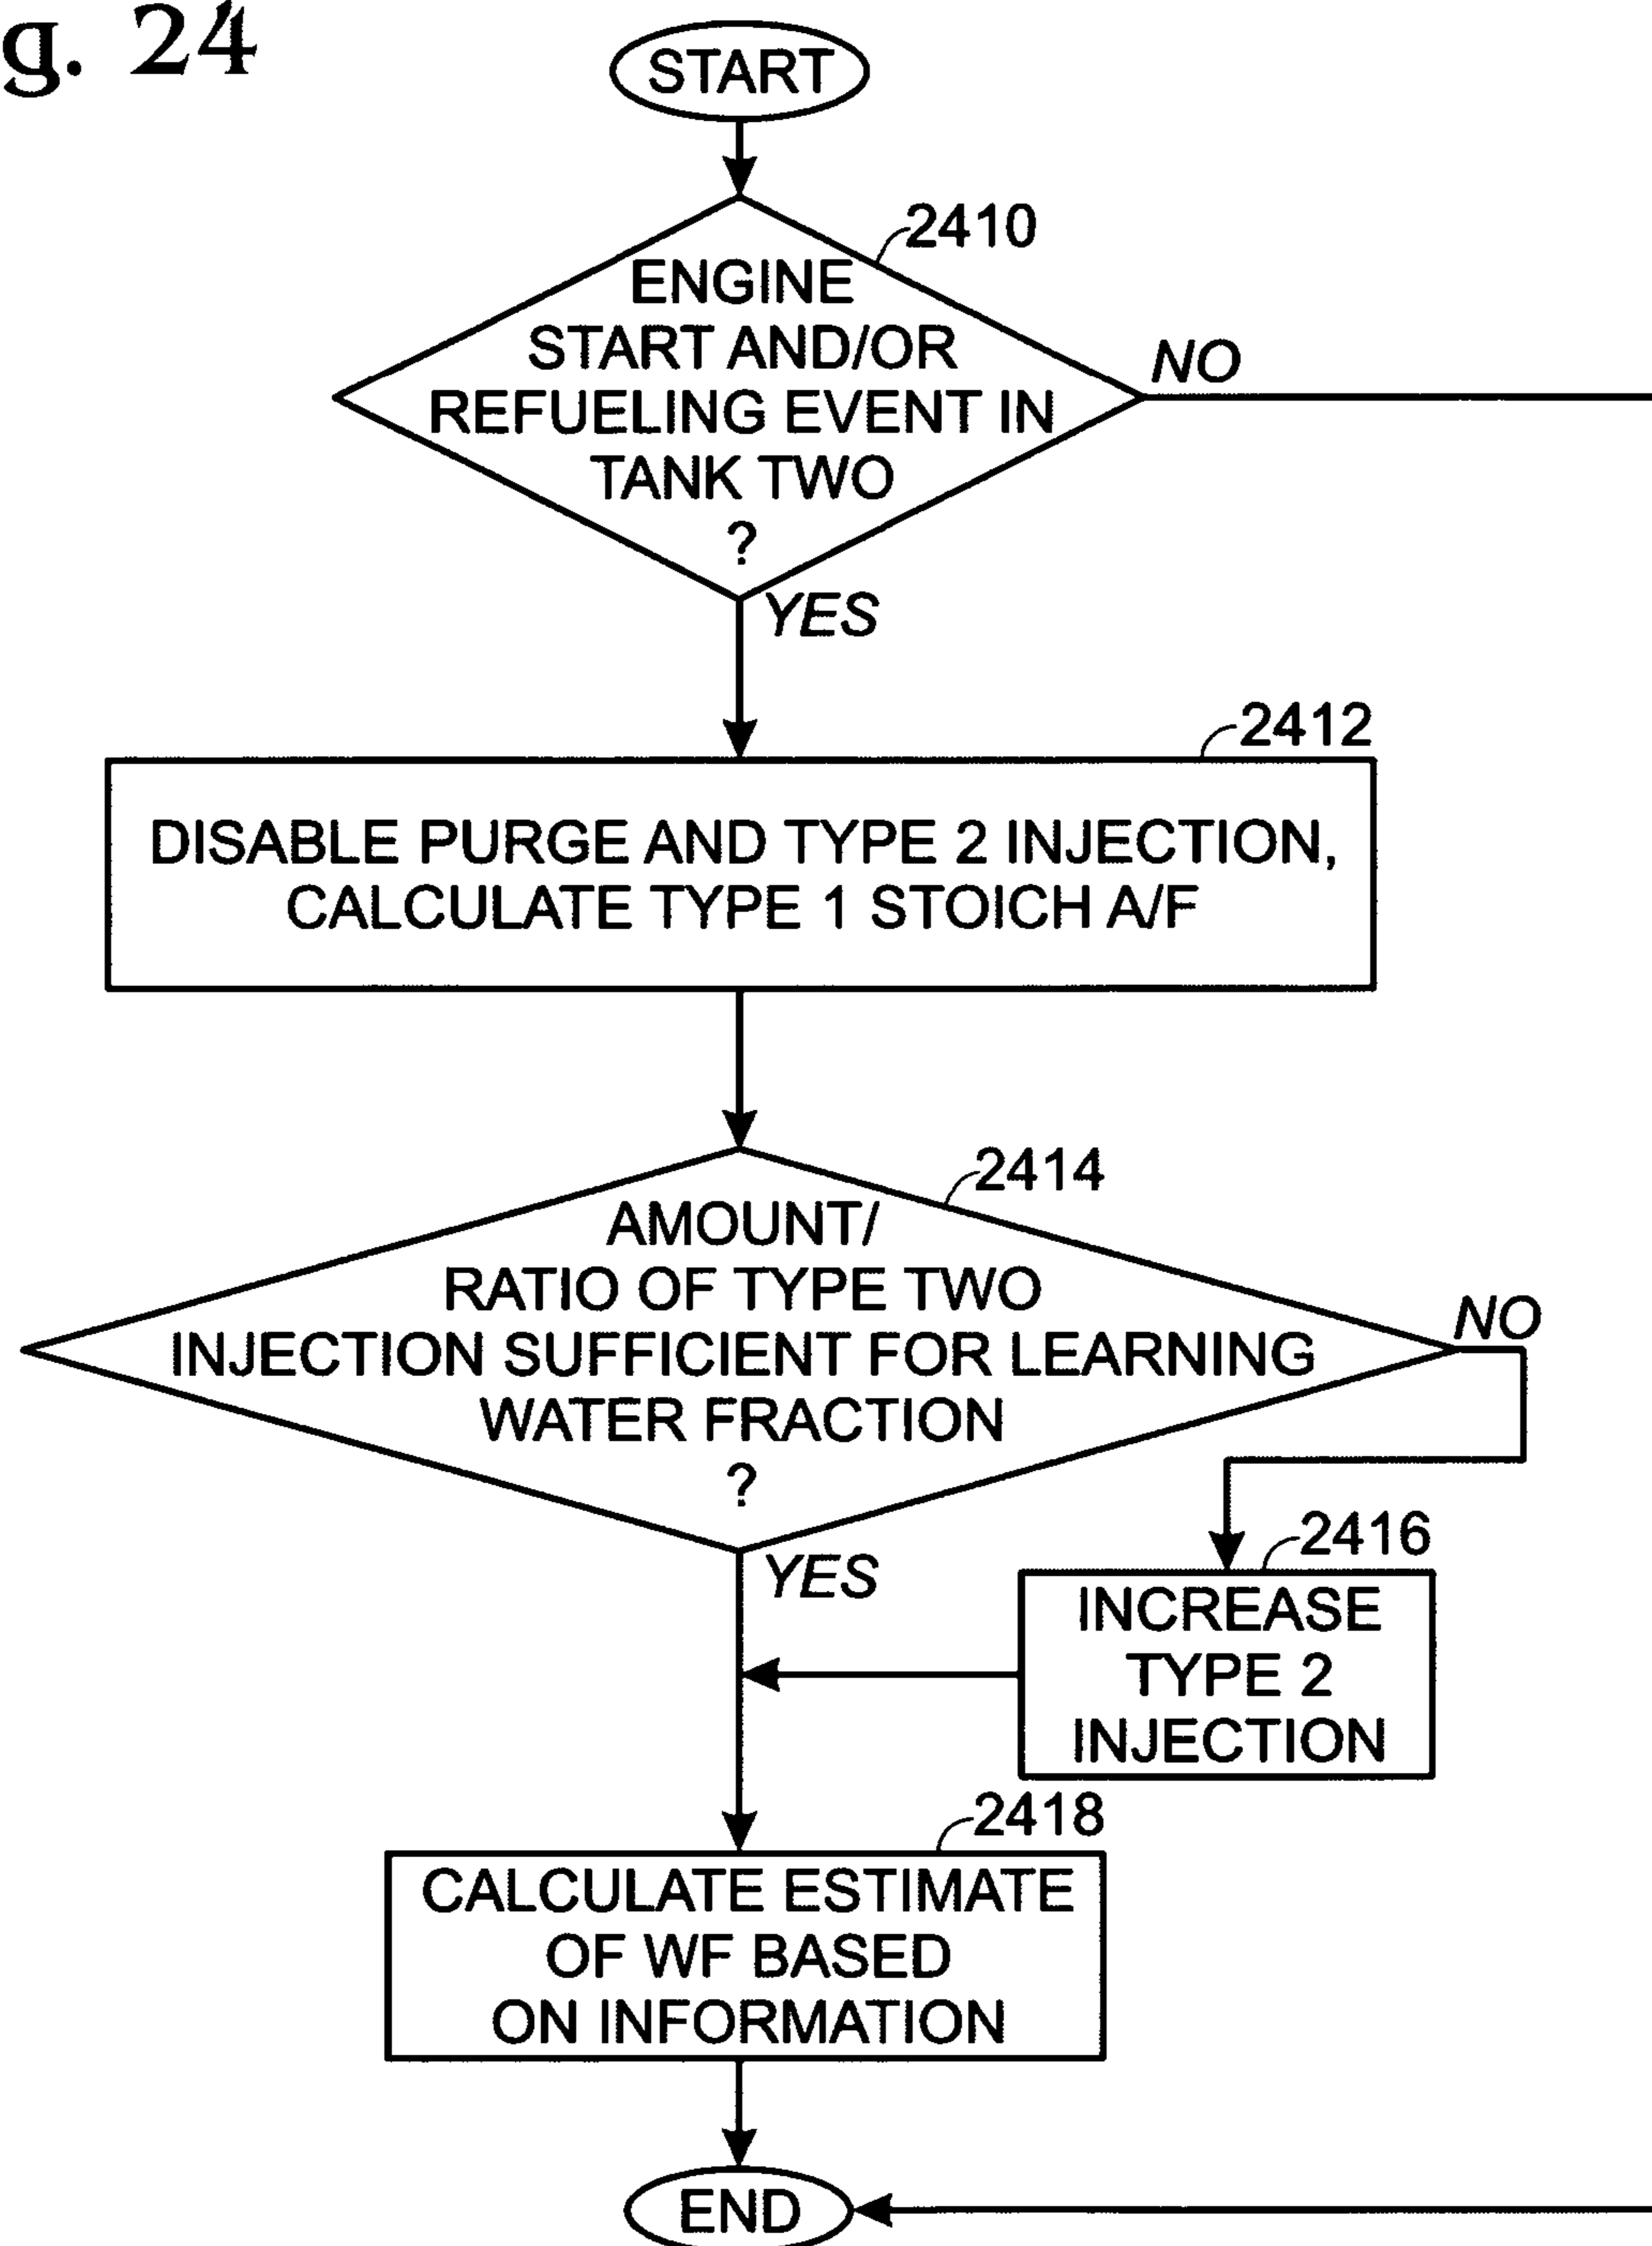 g. 24
START
2410
ENGINE
START AND/OR
REFUELING EVENT IN
TANK TWO
?
NO
YES
2412
DISABLE PURGE AND TYPE 2 INJECTION,
CALCULATE TYPE 1 STOICH A/F
2414
AMOUNT/
RATIO OF TYPE TWO
INJECTION SUFFICIENT FOR LEARNING
WATER FRACTION
?
NO
YES
2416
INCREASE
TYPE 2
INJECTION
2418
CALCULATE ESTIMATE
OF WF BASED
ON INFORMATION
END